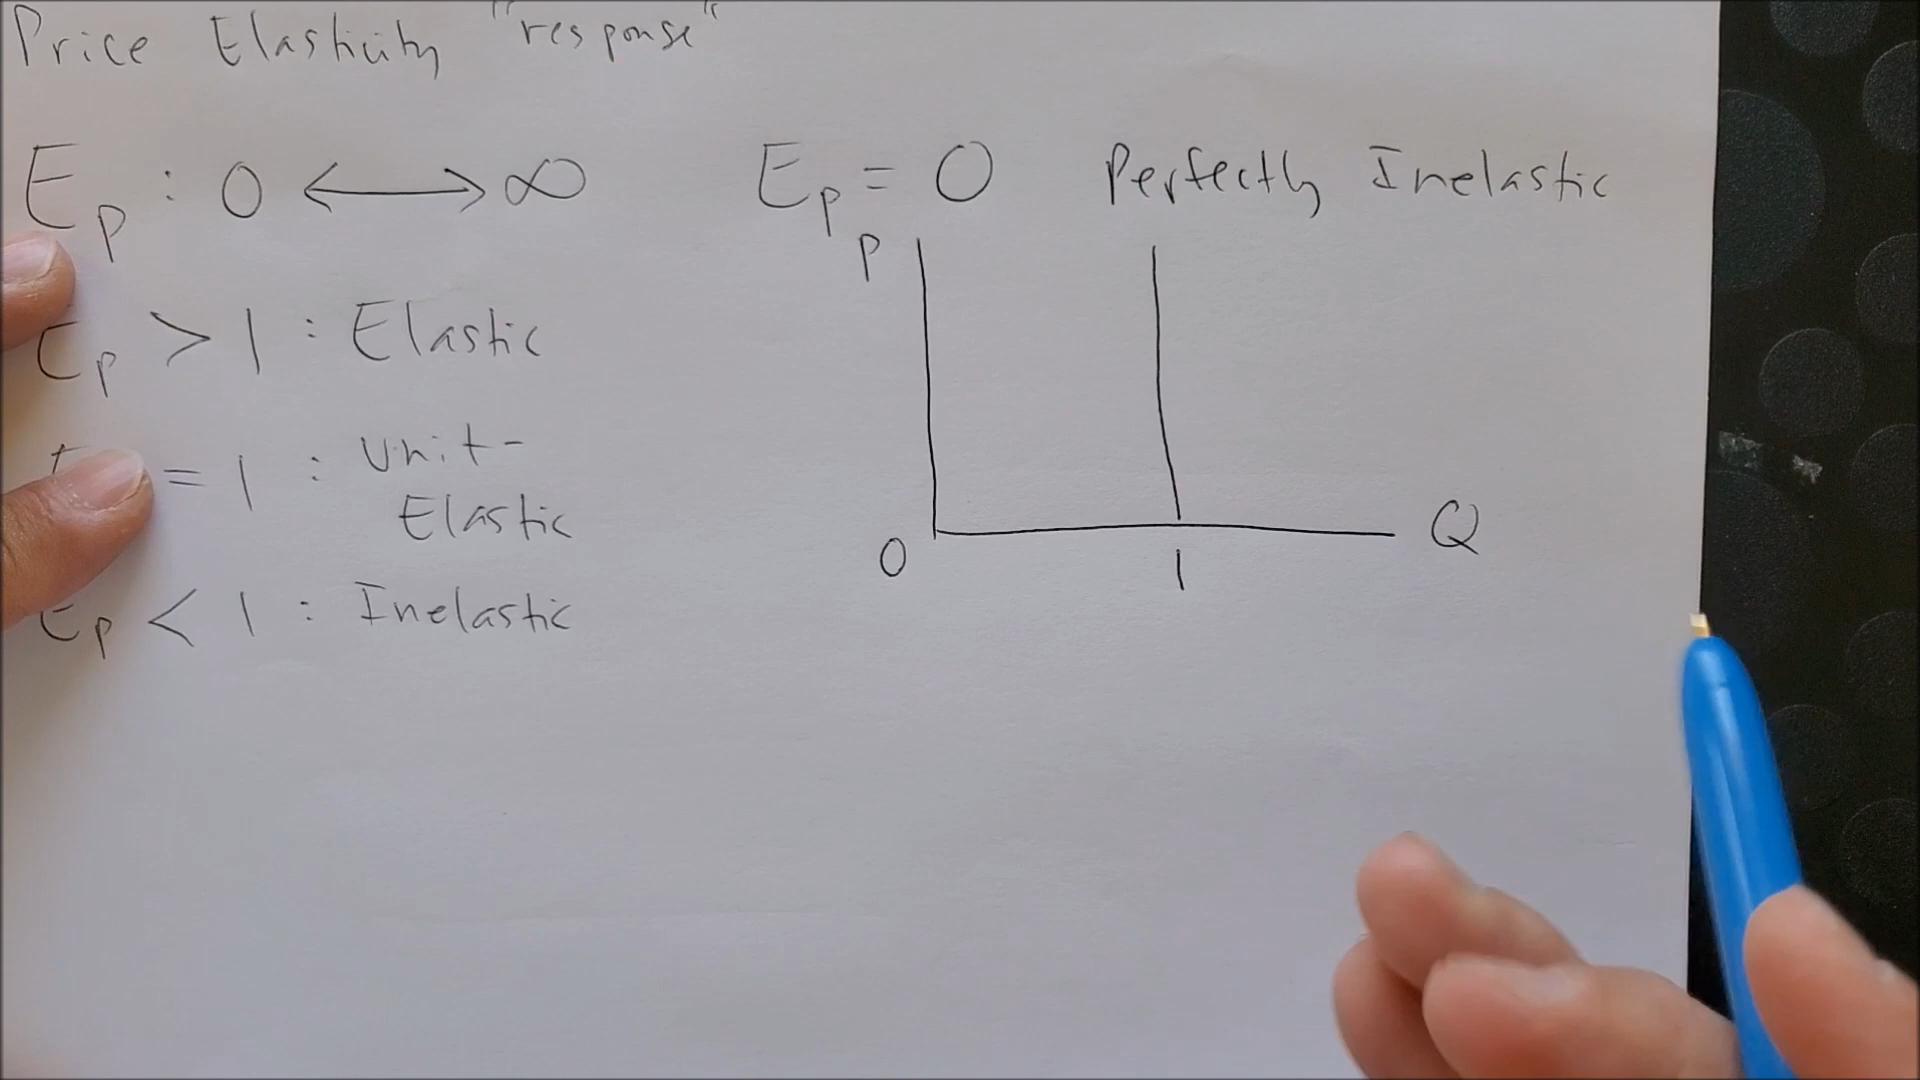 Price Elasticity "response"
Ep : 0 ⟷ ∞
Ep > 1 : Elastic
= 1 : Unit-
Elastic
Ep < 1 : Inelastic
Ep = 0 Perfectly Inelastic
P
Q
0 1